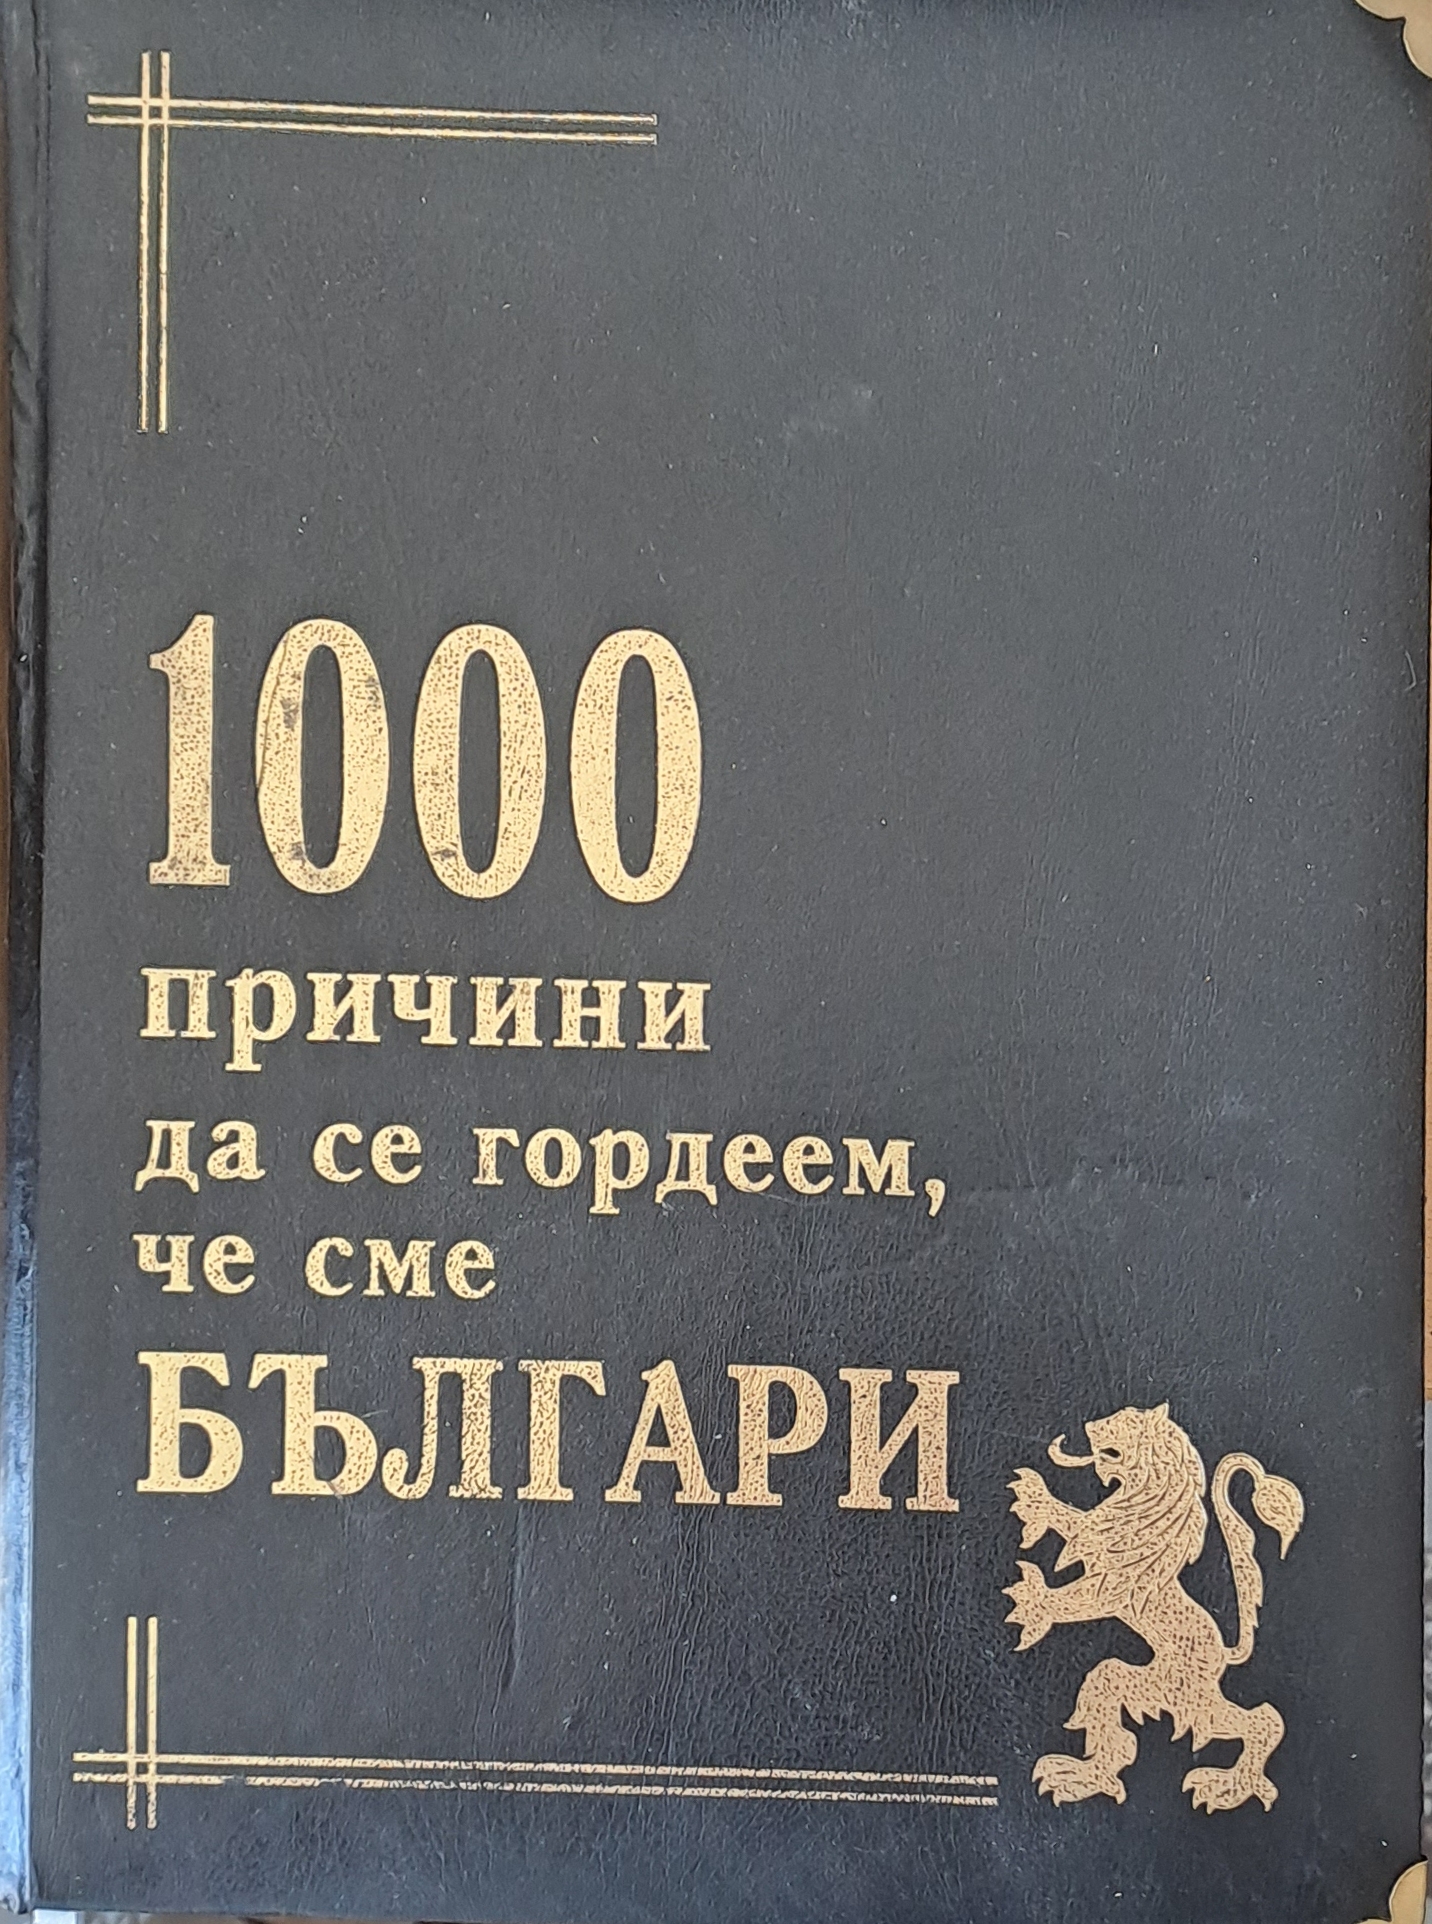 1000
причини
да се гордеем,
че сме
БЪЛГАРИ